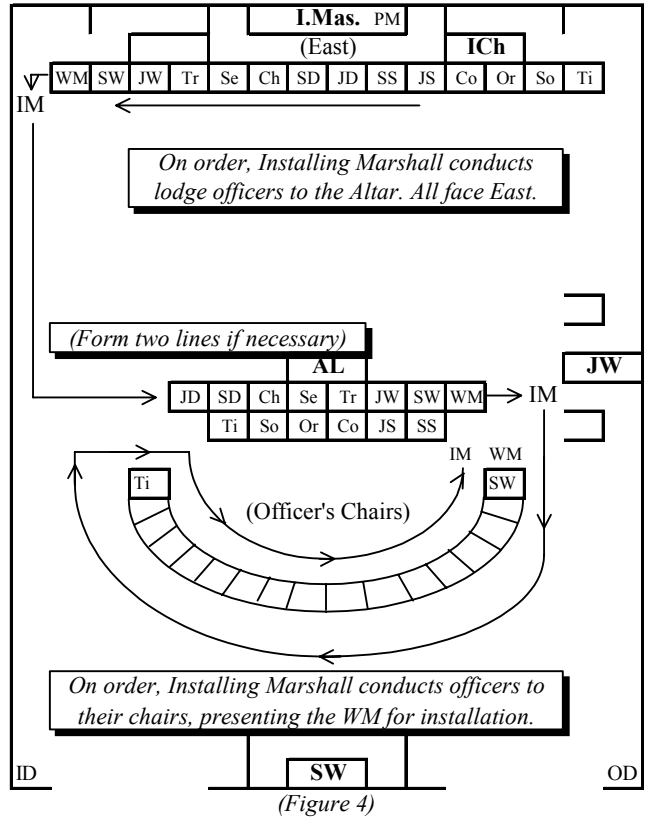 I.Mas. PM
(East) ICh
WM SW JW Tr Se Ch SD JD SS JS Co Or So Ti
IM
On order, Installing Marshall conducts
lodge officers to the Altar. All face East.
(Form two lines if necessary)
AL
JW
JD SD Ch Se Tr JW SW WM IM
Ti So Or Co JS SS
IM WM
Ti SW
(Officer's Chairs)
On order, Installing Marshall conducts officers to
their chairs, presenting the WM for installation.
ID SW OD
(Figure 4)